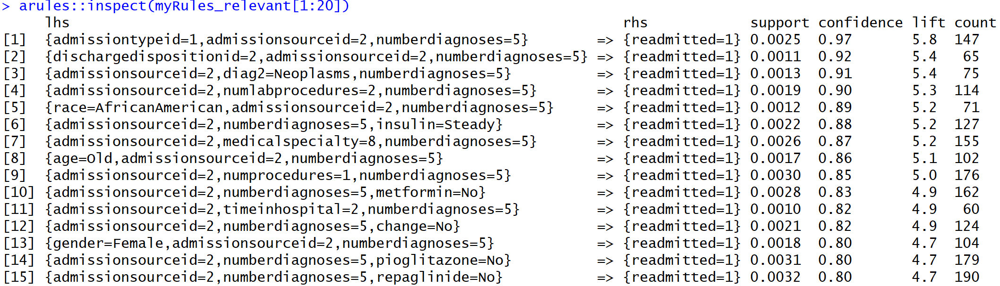 > arules::inspect(myRules_relevant[1:20])
lhs rhs support confidence lift count
[1] {admissiontypeid=1,admissionsourceid=2,numberdiagnoses=5} => {readmitted=1} 0.0025 0.97 5.8 147
[2] {dischargedispositionid=2,admissionsourceid=2,numberdiagnoses=5} => {readmitted=1} 0.0011 0.92 5.4 65
[3] {admissionsourceid=2,diag2=Neoplasms,numberdiagnoses=5} => {readmitted=1} 0.0013 0.91 5.4 75
[4] {admissionsourceid=2,numlabprocedures=2,numberdiagnoses=5} => {readmitted=1} 0.0019 0.90 5.3 114
[5] {race=AfricanAmerican,admissionsourceid=2,numberdiagnoses=5} => {readmitted=1} 0.0012 0.89 5.2 71
[6] {admissionsourceid=2,numberdiagnoses=5,insulin=Steady} => {readmitted=1} 0.0022 0.88 5.2 127
[7] {admissionsourceid=2,medicalspecialty=8,numberdiagnoses=5} => {readmitted=1} 0.0026 0.87 5.2 155
[8] {age=Old,admissionsourceid=2,numberdiagnoses=5} => {readmitted=1} 0.0017 0.86 5.1 102
[9] {admissionsourceid=2,numprocedures=1,numberdiagnoses=5} => {readmitted=1} 0.0030 0.85 5.0 176
[10] {admissionsourceid=2,numberdiagnoses=5,metformin=No} => {readmitted=1} 0.0028 0.83 4.9 162
[11] {admissionsourceid=2,timeinhospital=2,numberdiagnoses=5} => {readmitted=1} 0.0010 0.82 4.9 60
[12] {admissionsourceid=2,numberdiagnoses=5,change=No} => {readmitted=1} 0.0021 0.82 4.9 124
[13] {gender=Female,admissionsourceid=2,numberdiagnoses=5} => {readmitted=1} 0.0018 0.80 4.7 104
[14] {admissionsourceid=2,numberdiagnoses=5,pioglitazone=No} => {readmitted=1} 0.0031 0.80 4.7 179
[15] {admissionsourceid=2,numberdiagnoses=5,repaglinide=No} => {readmitted=1} 0.0032 0.80 4.7 190